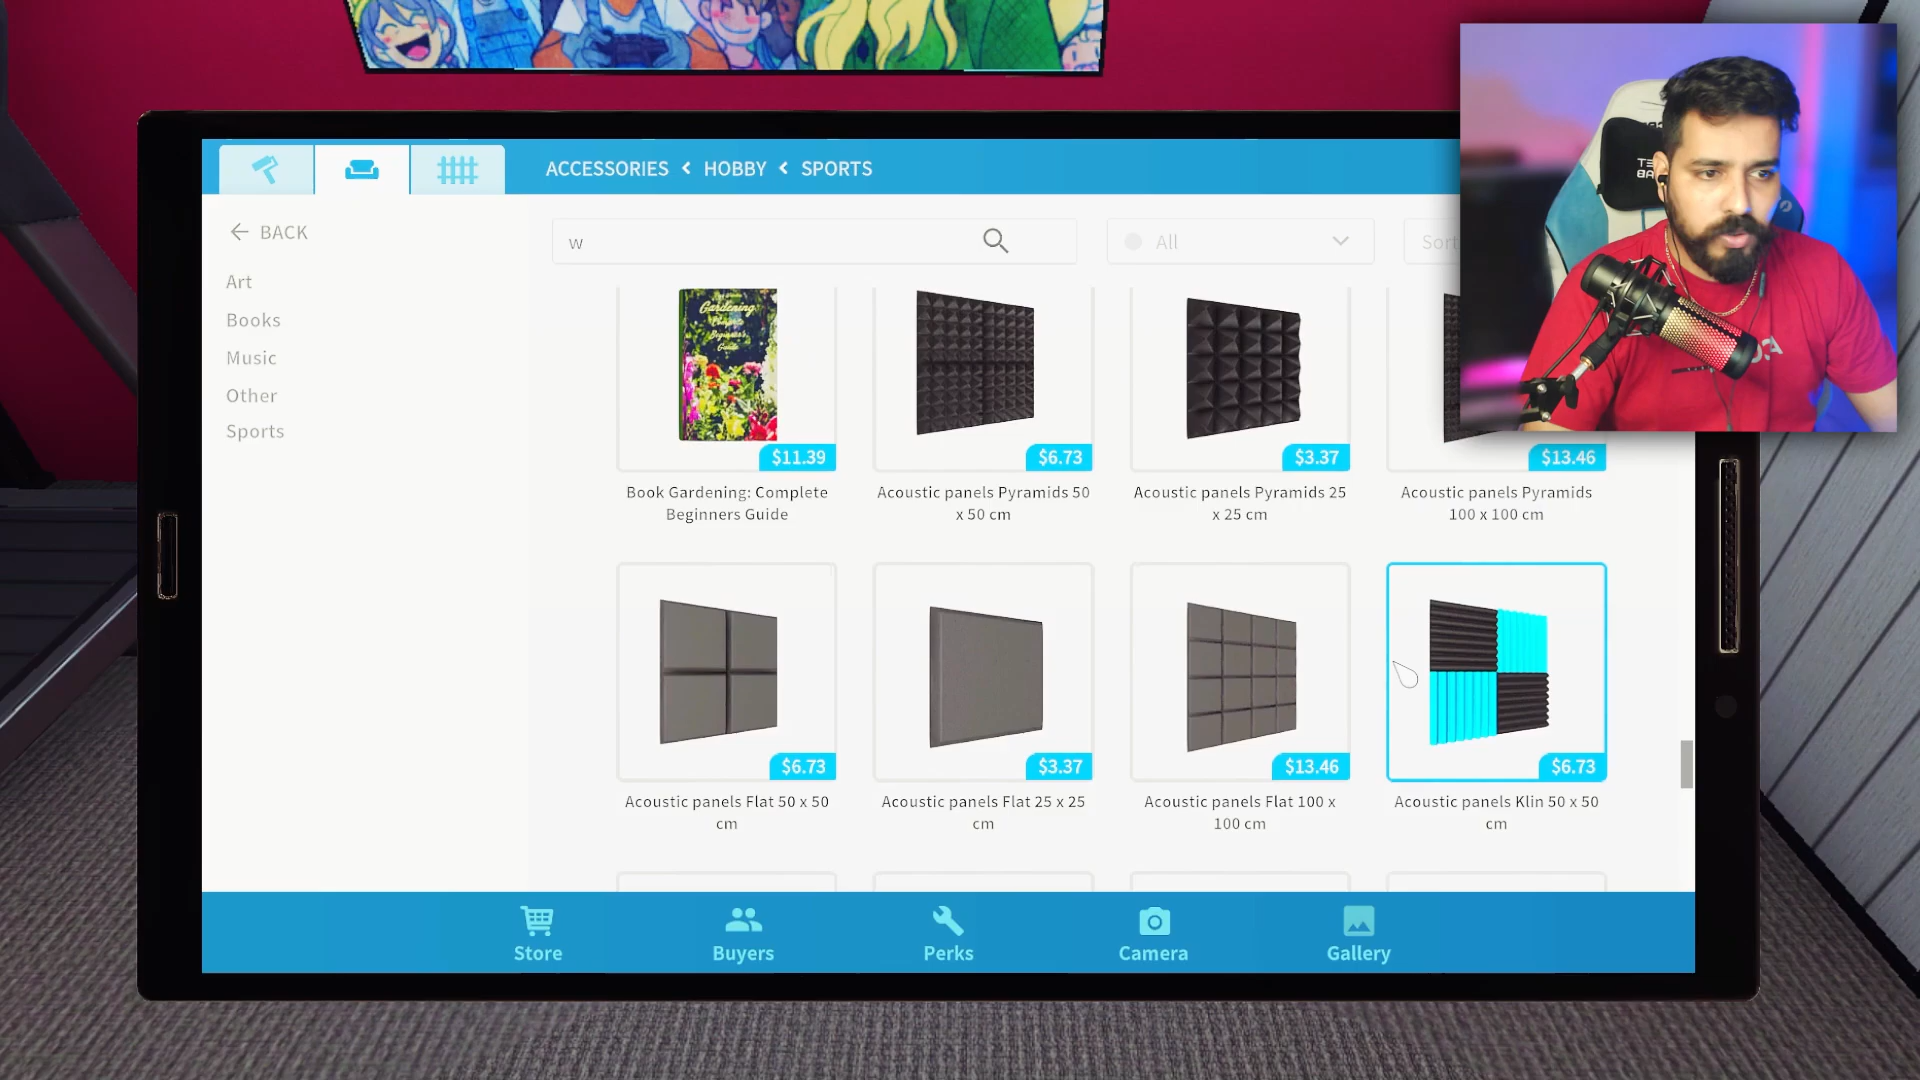 ACCESSORIES < HOBBY < SPORTS
BACK
w
All
Sort
Art
Books
Music
Other
Sports
Gardening
$11.39
$6.73
$3.37
$13.46
Book Gardening: Complete
Beginners Guide
Acoustic panels Pyramids 50
x 50 cm
Acoustic panels Pyramids 25
x 25 cm
Acoustic panels Pyramids
100 x 100 cm
$6.73
$3.37
$13.46
$6.73
Acoustic panels Flat 50 x 50
cm
Acoustic panels Flat 25 x 25
cm
Acoustic panels Flat 100 x
100 cm
Acoustic panels Klin 50 x 50
cm
Store
Buyers
Perks
Camera
Gallery